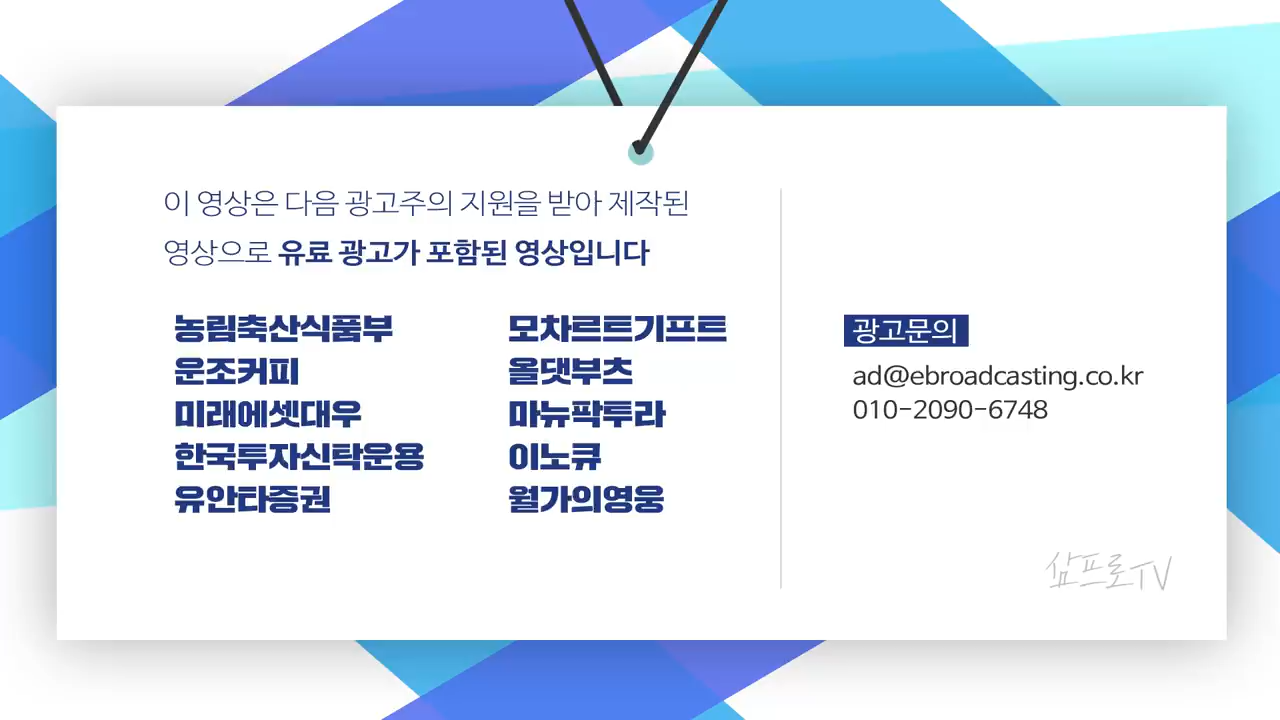 이 영상은 다음 광고주의 지원을 받아 제작된
영상으로 유료 광고가 포함된 영상입니다
농림축산식품부
운조커피
미래에셋대우
한국투자신탁운용
유안타증권
모차르트기프트
올댓부츠
마뉴팍투라
이노큐
월가의영웅
광고문의
ad@ebroadcasting.co.kr
010-2090-6748
삼프로TV